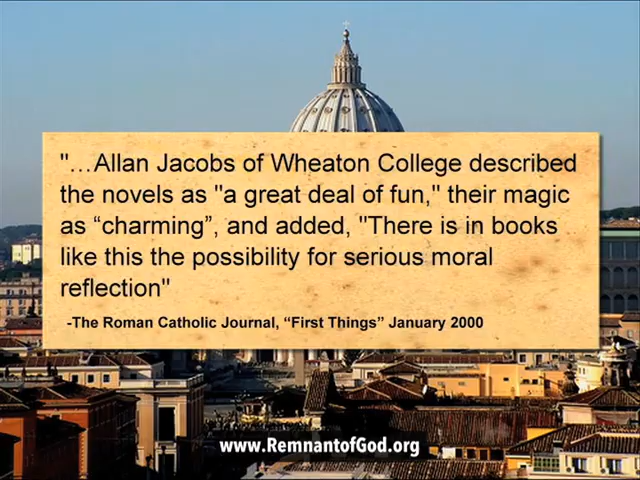 "…Allan Jacobs of Wheaton College described
the novels as "a great deal of fun," their magic
as “charming”, and added, "There is in books
like this the possibility for serious moral
reflection"
-The Roman Catholic Journal, “First Things” January 2000
www.RemnantofGod.org